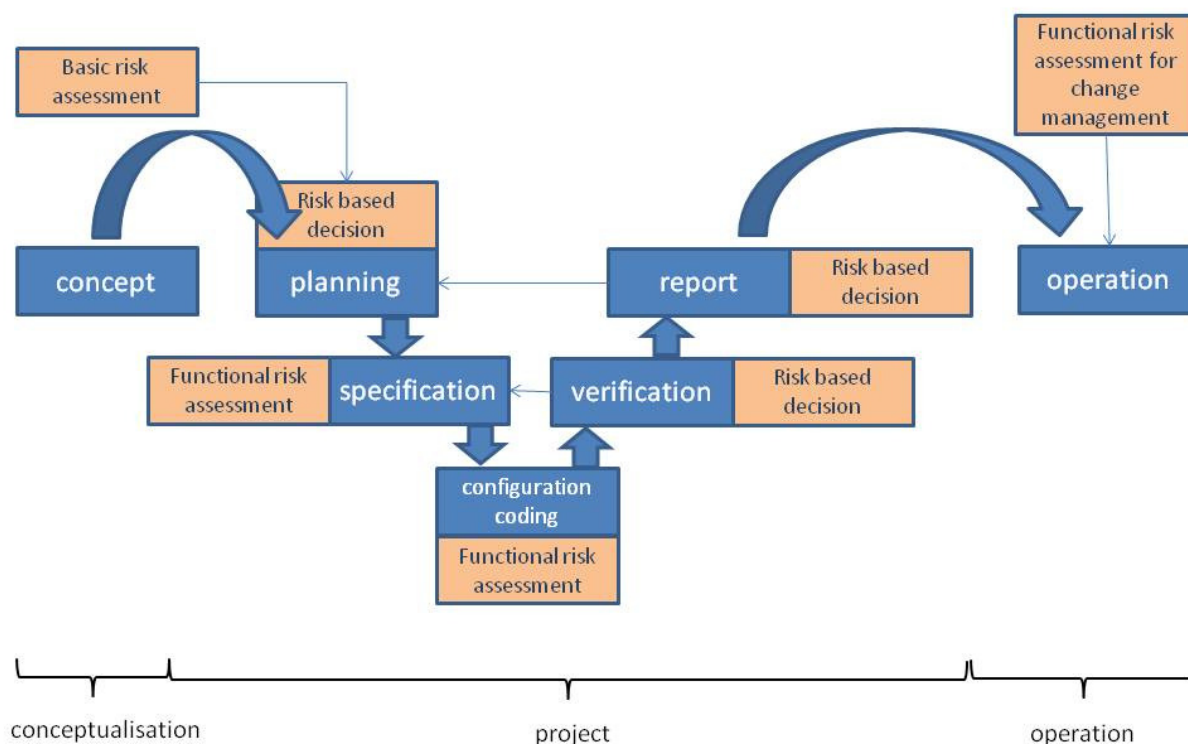 Basic risk
assessment
Functional risk
assessment for
change
management
Risk based
decision
concept
planning
report
Risk based
decision
operation
Functional risk
assessment
specification
verification
Risk based
decision
configuration
coding
Functional risk
assessment
conceptualisation
project
operation